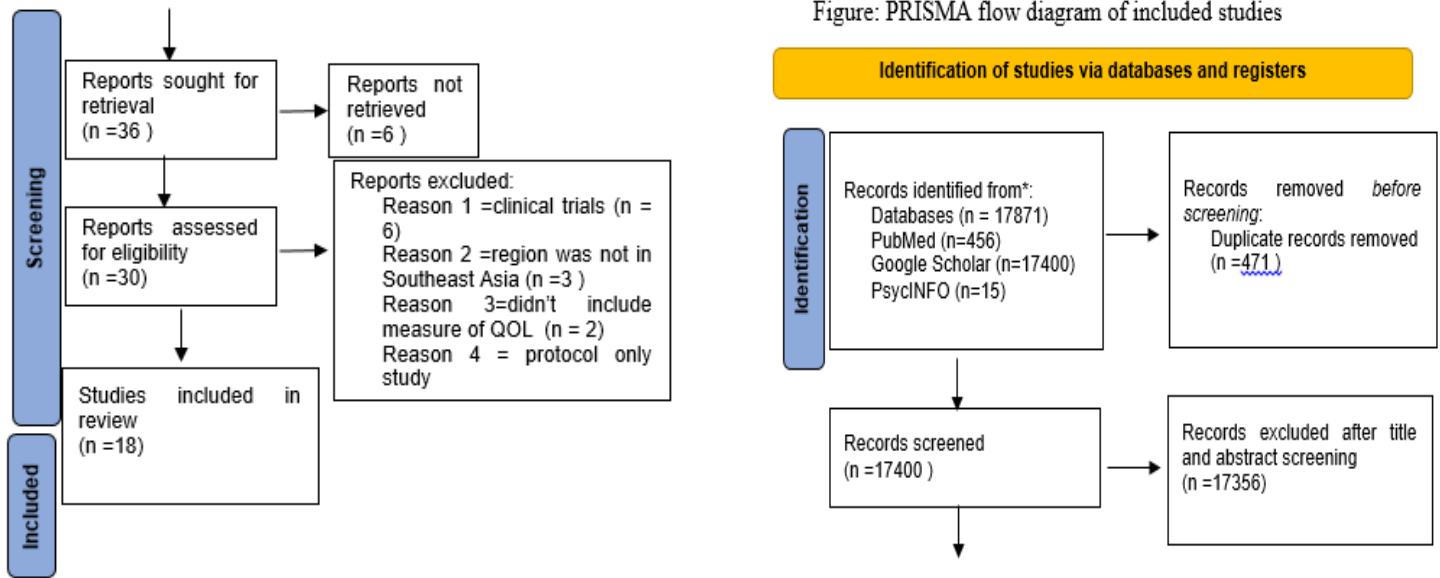 Screening
Reports sought for
retrieval
(n =36 )
Reports not
retrieved
(n =6 )
Reports assessed
for eligibility
(n =30)
Reports excluded:
Reason 1 =clinical trials (n =
6)
Reason 2 =region was not in
Southeast Asia (n =3 )
Reason 3=didn’t include
measure of QOL (n = 2)
Reason 4 = protocol only
study
Included
Studies included in
review
(n =18)
Figure: PRISMA flow diagram of included studies
Identification of studies via databases and registers
Identification
Records identified from*:
Databases (n = 17871)
PubMed (n=456)
Google Scholar (n=17400)
PsycINFO (n=15)
Records removed before
screening:
Duplicate records removed
(n =471 )
Records screened
(n =17400 )
Records excluded after title
and abstract screening
(n =17356)